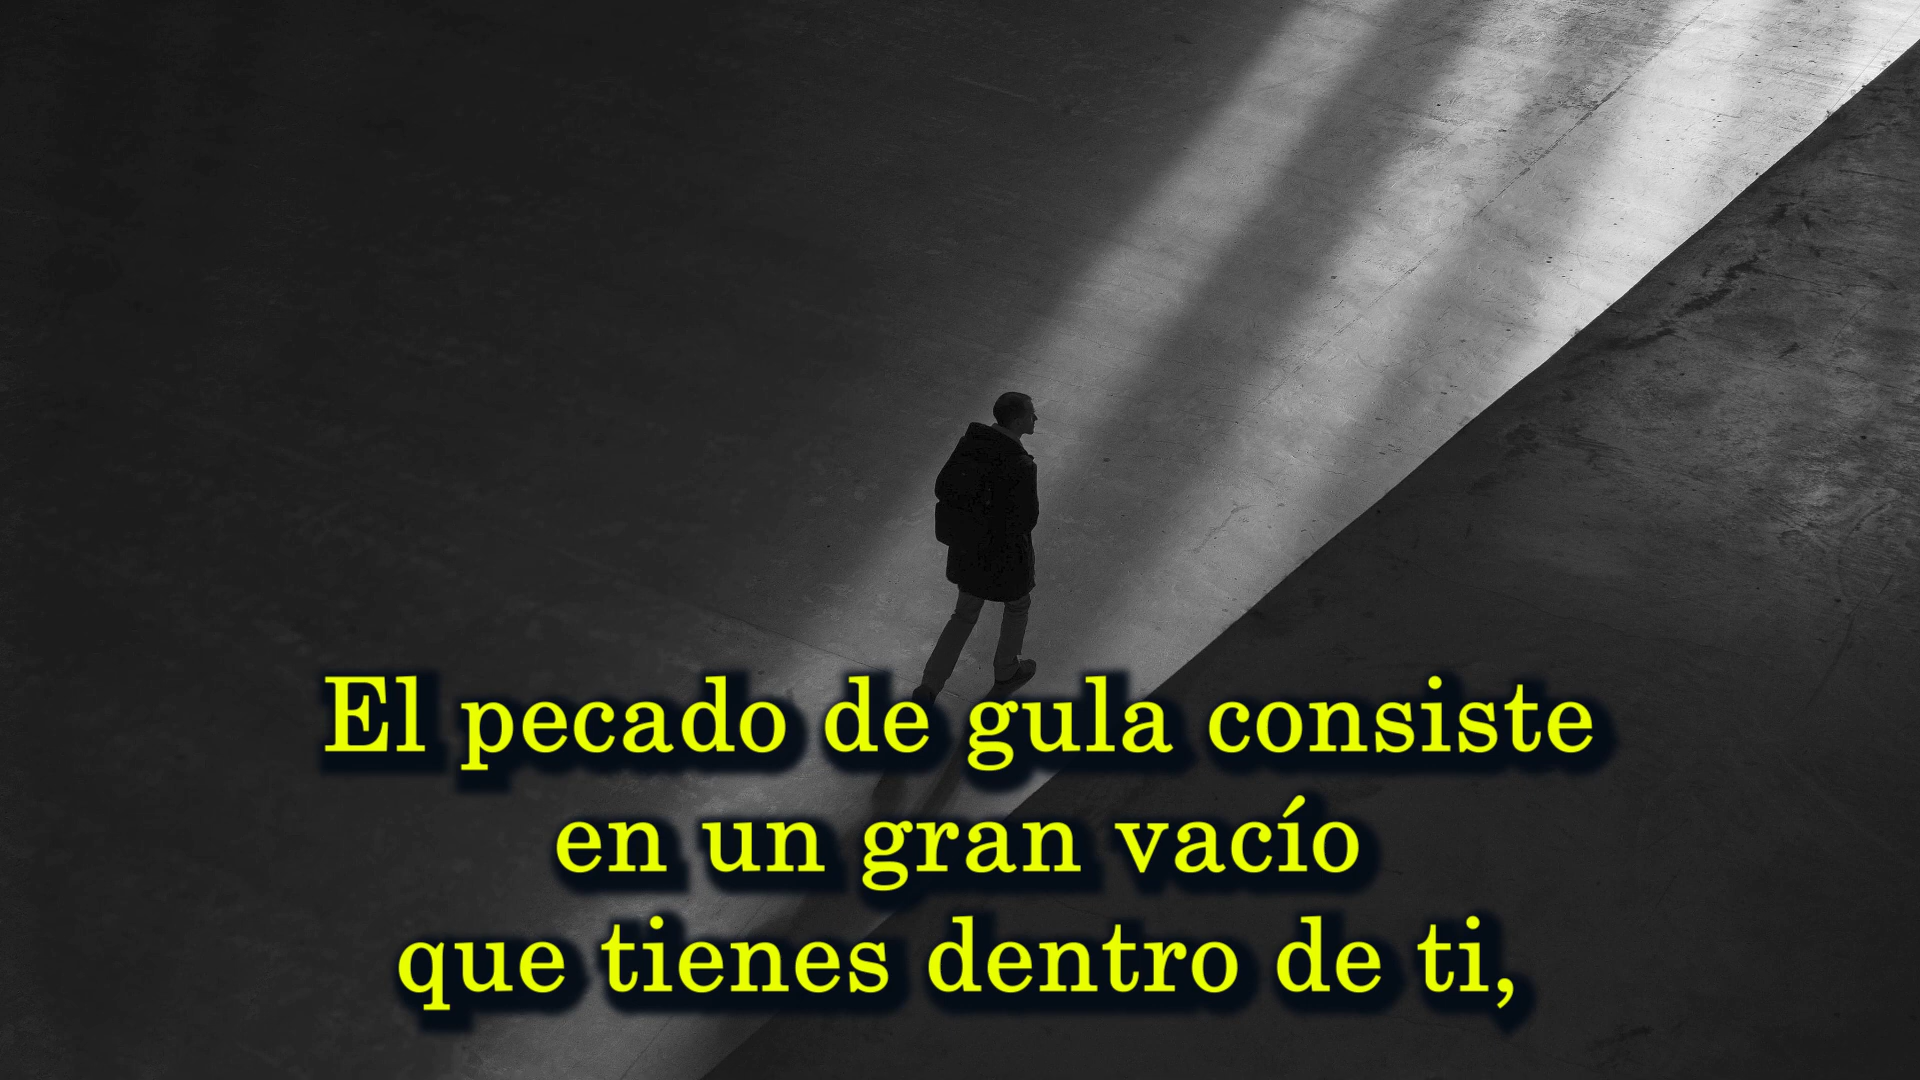 El pecado de gula consiste
en un gran vacío
que tienes dentro de ti,